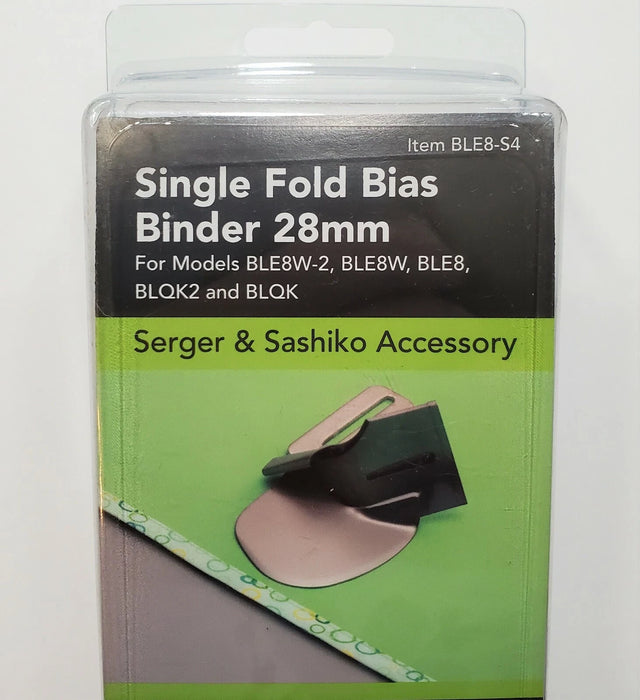 Item BLE8-S4
Single Fold Bias
Binder 28mm
For Models BLE8W-2, BLE8W, BLE8,
BLQK2 and BLQK
Serger & Sashiko Accessory